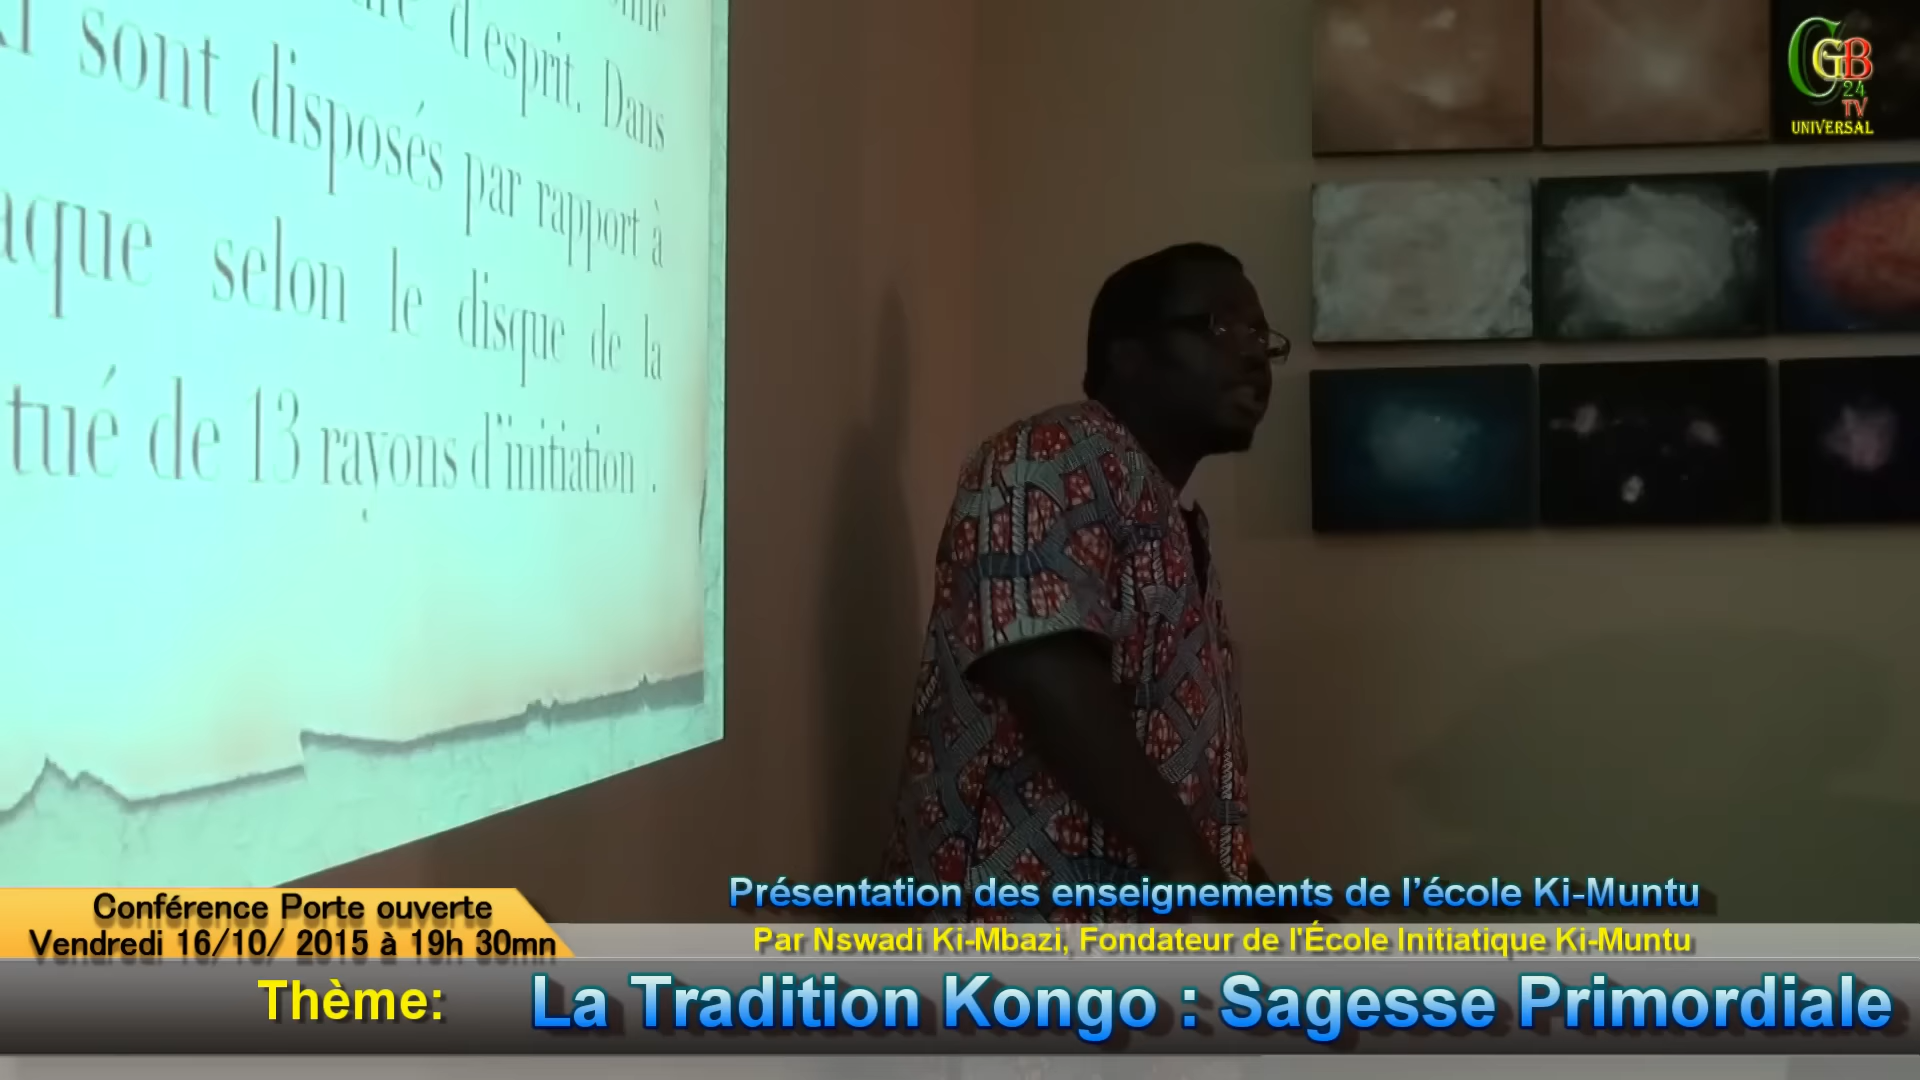 d'esprit. Dans
sont disposés par rapport à
selon le disque de la
tué de 13 rayons d'initiation .
GGB
24
TV
UNIVERSAL
Conférence Porte ouverte
Vendredi 16/10/ 2015 à 19h 30mn
Présentation des enseignements de l'école Ki-Muntu
Par Nswadi Ki-Mbazi, Fondateur de l'École Initiatique Ki-Muntu
Thème: La Tradition Kongo : Sagesse Primordiale